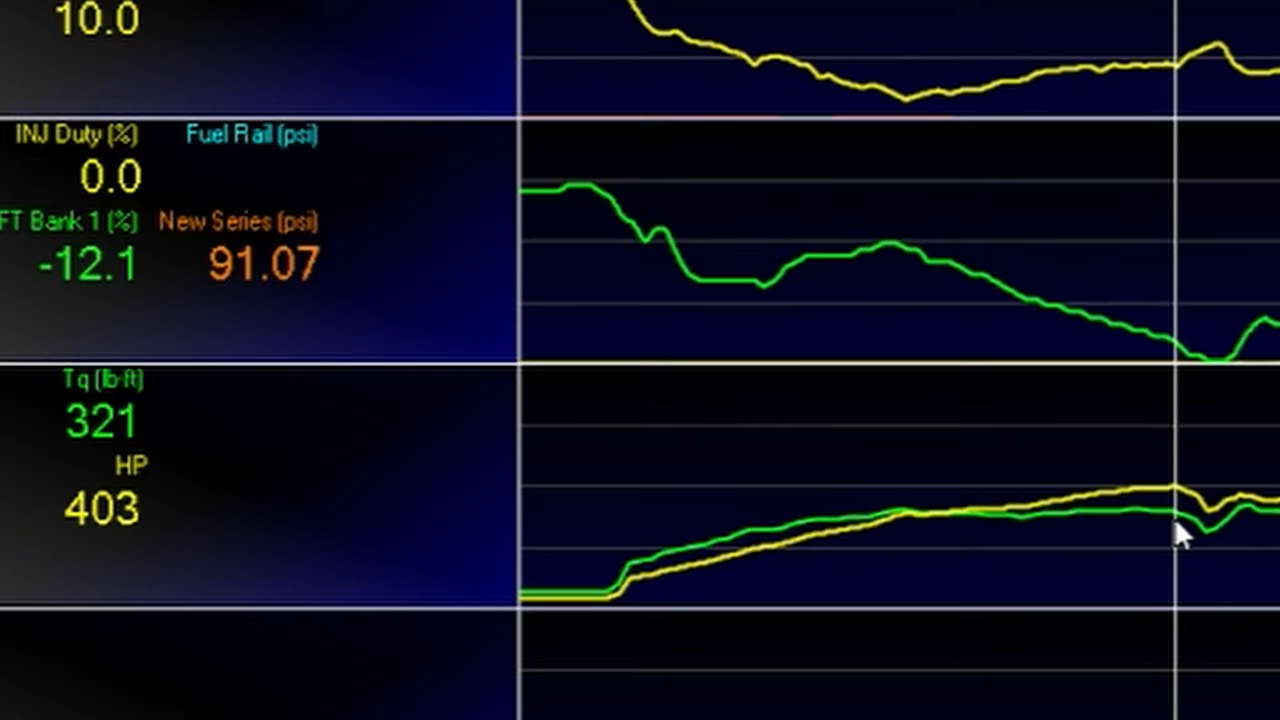 10.0
INJ Duty (%) Fuel Rail (psi)
0.0
FT Bank 1 (%) New Series (psi)
-12.1 91.07
Tq (lb-ft)
321
HP
403